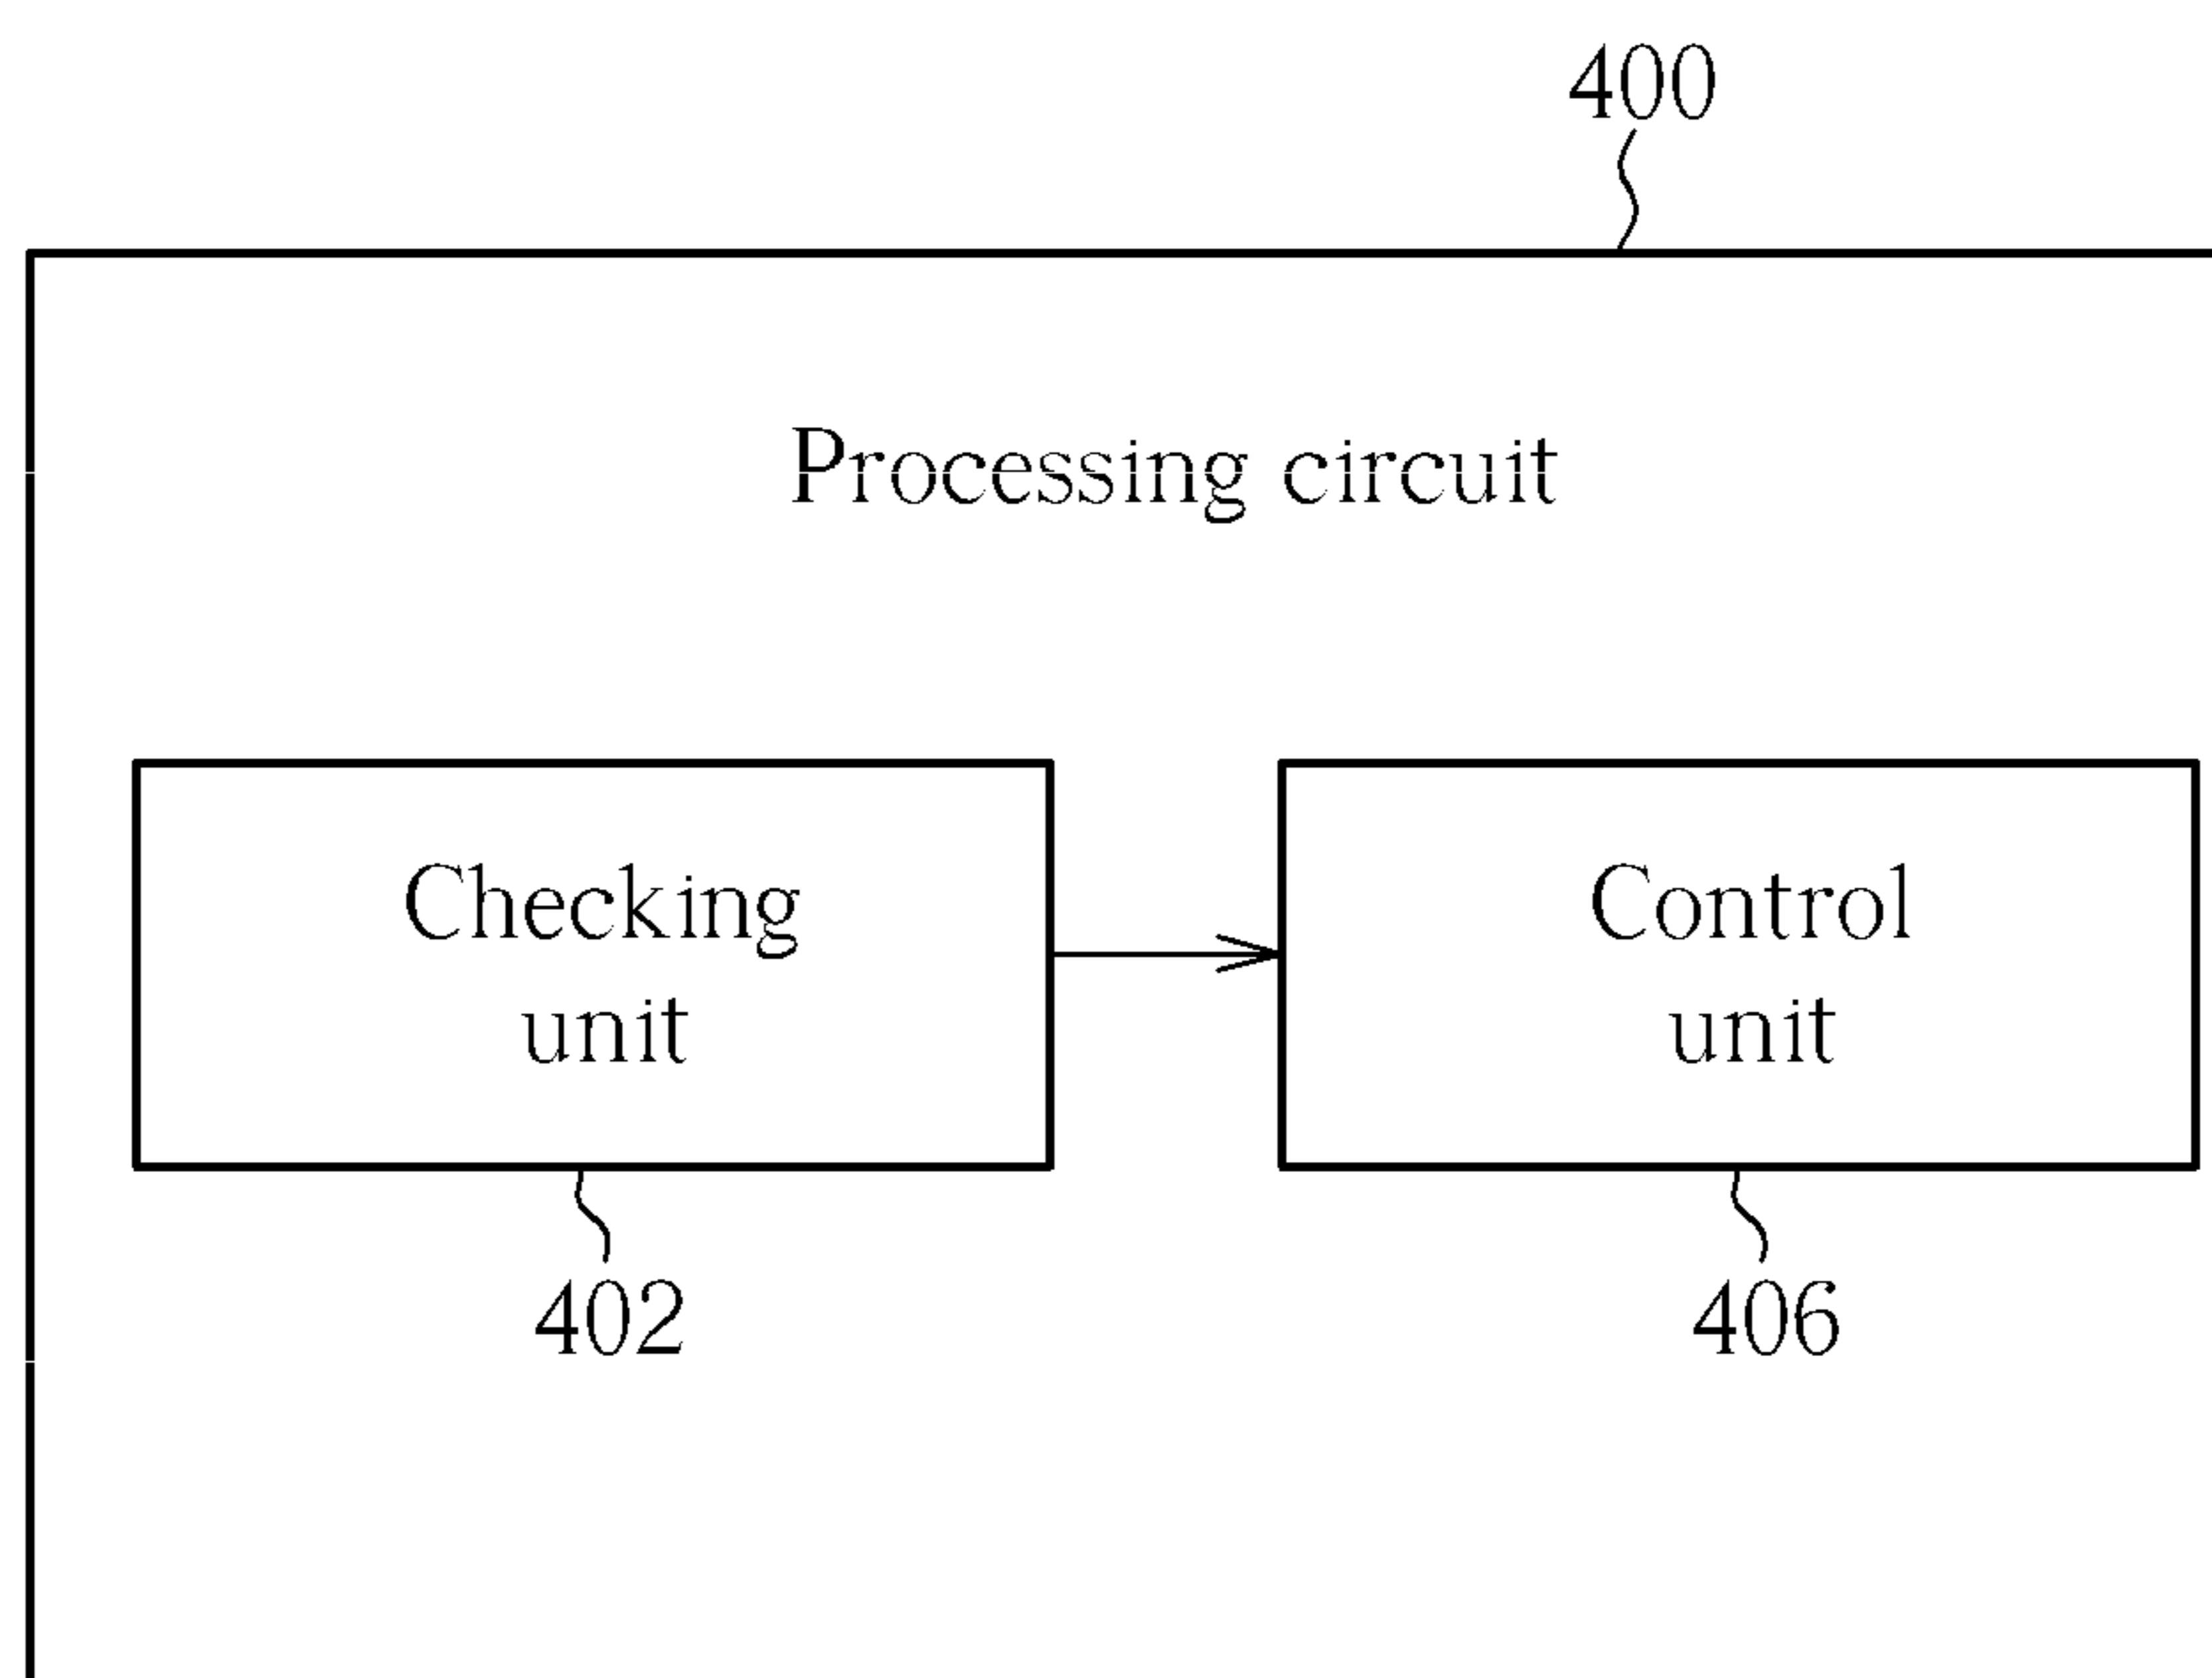 400
Processing circuit
Checking
unit
Control
unit
402
406